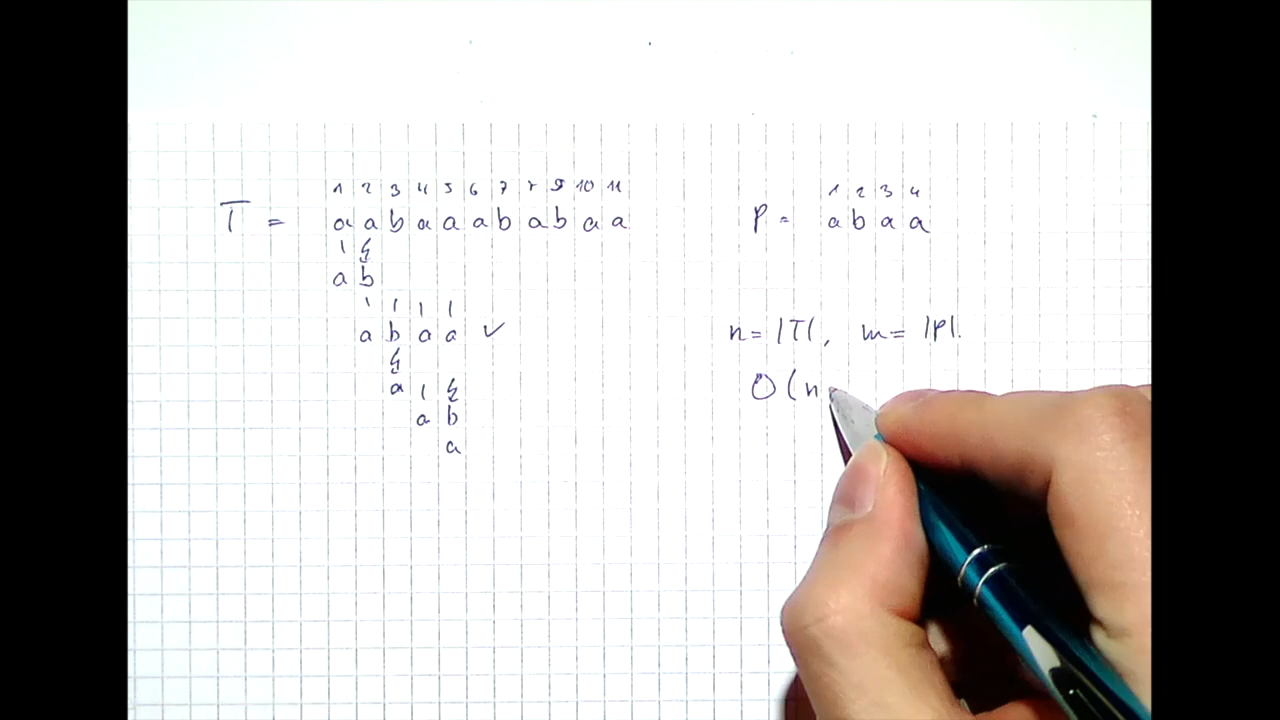 1 2 3 4 5 6 7 8 9 10 11
T = a a b a a a b a b a a
a b
a b a a ✓
a
a b
a
1 2 3 4
P = a b a a
n = |T|, m = |P|.
O(n